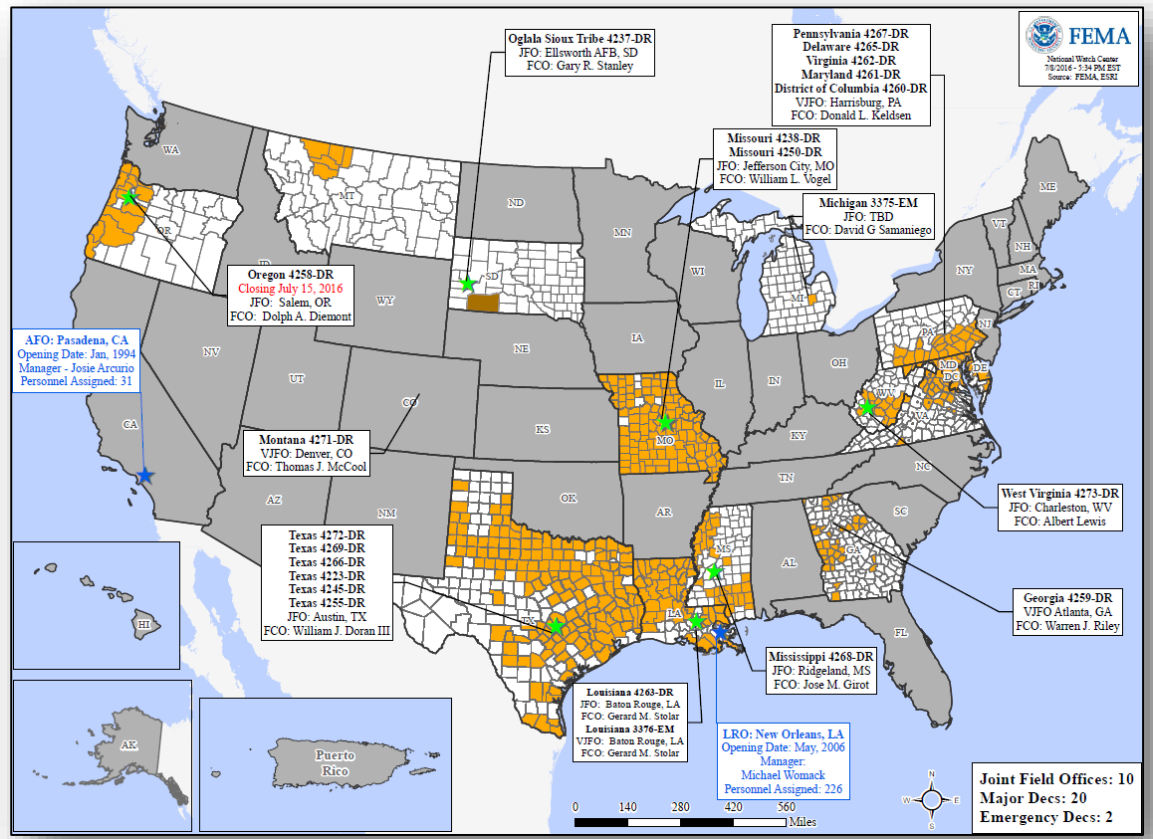 FEMA
National Watch Center
7/8/2016 - 5:34 PM EST
Source: FEMA, ESRI
Oglala Sioux Tribe 4237-DR
JFO: Ellsworth AFB, SD
FCO: Gary R. Stanley
Pennsylvania 4267-DR
Delaware 4265-DR
Virginia 4262-DR
Maryland 4261-DR
District of Columbia 4260-DR
VJFO: Harrisburg, PA
FCO: Donald L. Keldsen
Missouri 4238-DR
Missouri 4250-DR
JFO: Jefferson City, MO
FCO: William L. Vogel
Michigan 3375-EM
JFO: TBD
FCO: David G Samaniego
Oregon 4258-DR
Closing July 15, 2016
JFO: Salem, OR
FCO: Dolph A. Diemont
AFO: Pasadena, CA
Opening Date: Jan, 1994
Manager - Josie Arcurio
Personnel Assigned: 31
Montana 4271-DR
VJFO: Denver, CO
FCO: Thomas J. McCool
Texas 4272-DR
Texas 4269-DR
Texas 4266-DR
Texas 4223-DR
Texas 4245-DR
Texas 4255-DR
JFO: Austin, TX
FCO: William J. Doran III
West Virginia 4273-DR
JFO: Charleston, WV
FCO: Albert Lewis
Georgia 4259-DR
VJFO Atlanta, GA
FCO: Warren J. Riley
Mississippi 4268-DR
JFO: Ridgeland, MS
FCO: Jose M. Girot
Louisiana 4263-DR
JFO: Baton Rouge, LA
FCO: Gerard M. Stolar
Louisiana 3376-EM
VJFO: Baton Rouge, LA
FCO: Gerard M. Stolar
LRO: New Orleans, LA
Opening Date: May, 2006
Manager:
Michael Womack
Personnel Assigned: 226
WA
MT
ND
MN
ME
VT
NH
OR
SD
WI
NY
MA
RI
CT
MI
WY
IA
PA
NJ
NV
NE
OH
UT
IL
IN
MD
DE
DC
WV
CO
VA
CA
KS
MO
KY
NC
AZ
NM
OK
TN
AR
SC
MS
AL
GA
TX
LA
FL
HI
AK
Puerto
Rico
0 140 280 420 560
Miles
N
W
E
S
Joint Field Offices: 10
Major Decs: 20
Emergency Decs: 2